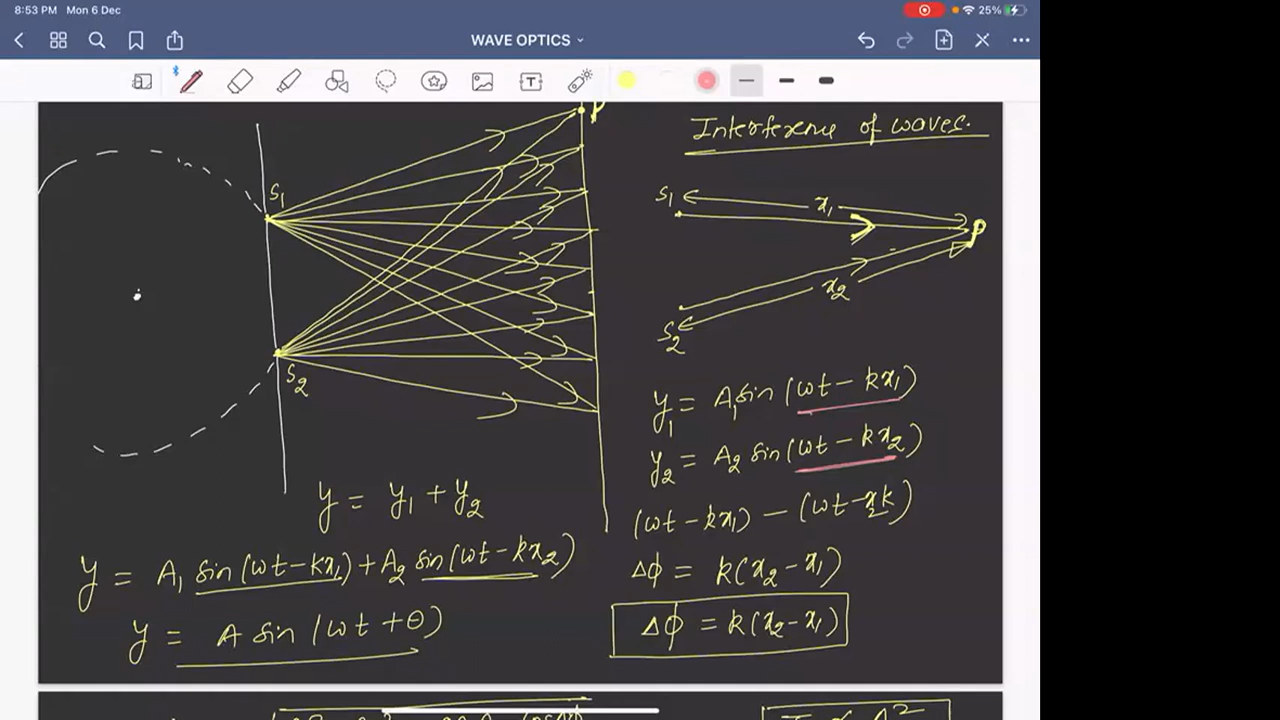 8:53 PM Mon 6 Dec
25%
WAVE OPTICS
P
Interference of waves.
S₁
S₂
S₁
x₁
P
x₂
S₂
y₁ = A₁ sin (ωt − kx₁)
y₂ = A₂ sin (ωt − kx₂)
(ωt − kx₁) − (ωt − x₂k)
Δφ = k(x₂ − x₁)
Δφ = k(x₂ − x₁)
y = y₁ + y₂
y = A₁ sin (ωt − kx₁) + A₂ sin (ωt − kx₂)
y = A sin (ωt + θ)
I ∝ A²